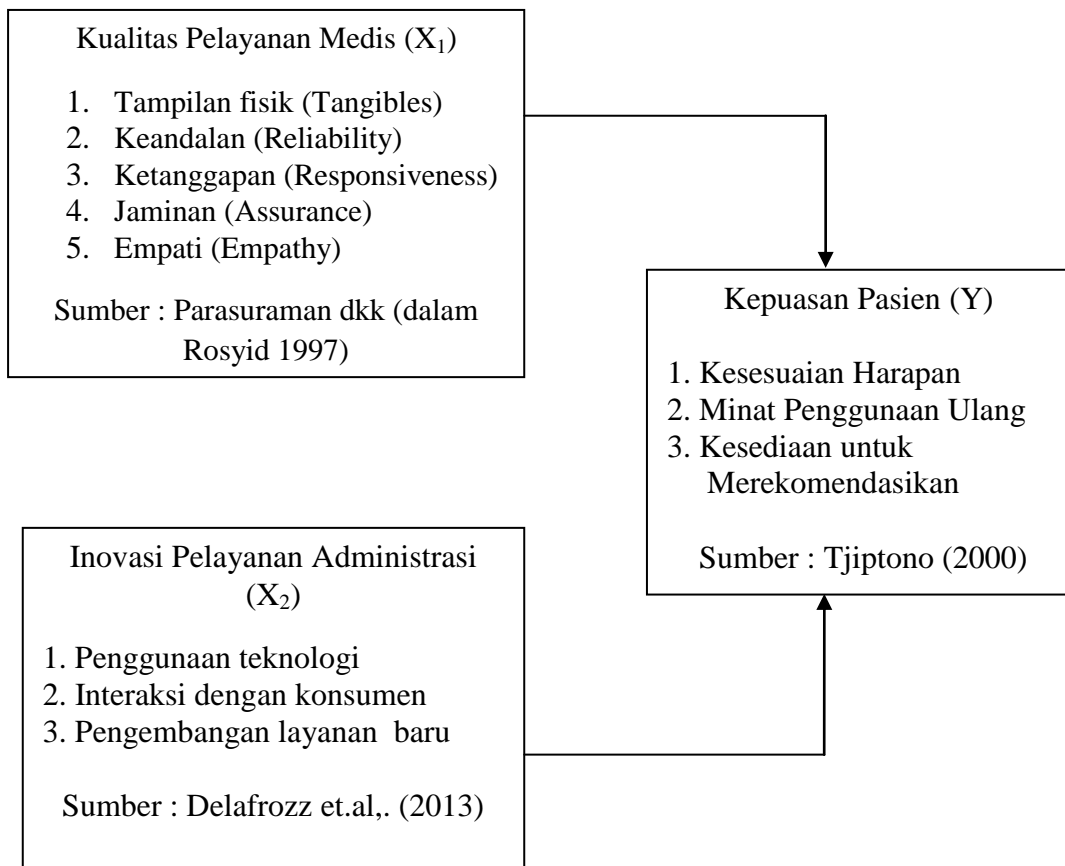 Kualitas Pelayanan Medis (X₁)
1. Tampilan fisik (Tangibles)
2. Keandalan (Reliability)
3. Ketanggapan (Responsiveness)
4. Jaminan (Assurance)
5. Empati (Empathy)
Sumber : Parasuraman dkk (dalam
Rosyid 1997)
Kepuasan Pasien (Y)
1. Kesesuaian Harapan
2. Minat Penggunaan Ulang
3. Kesediaan untuk
Merekomendasikan
Sumber : Tjiptono (2000)
Inovasi Pelayanan Administrasi
(X₂)
1. Penggunaan teknologi
2. Interaksi dengan konsumen
3. Pengembangan layanan baru
Sumber : Delafrozz et.al,. (2013)